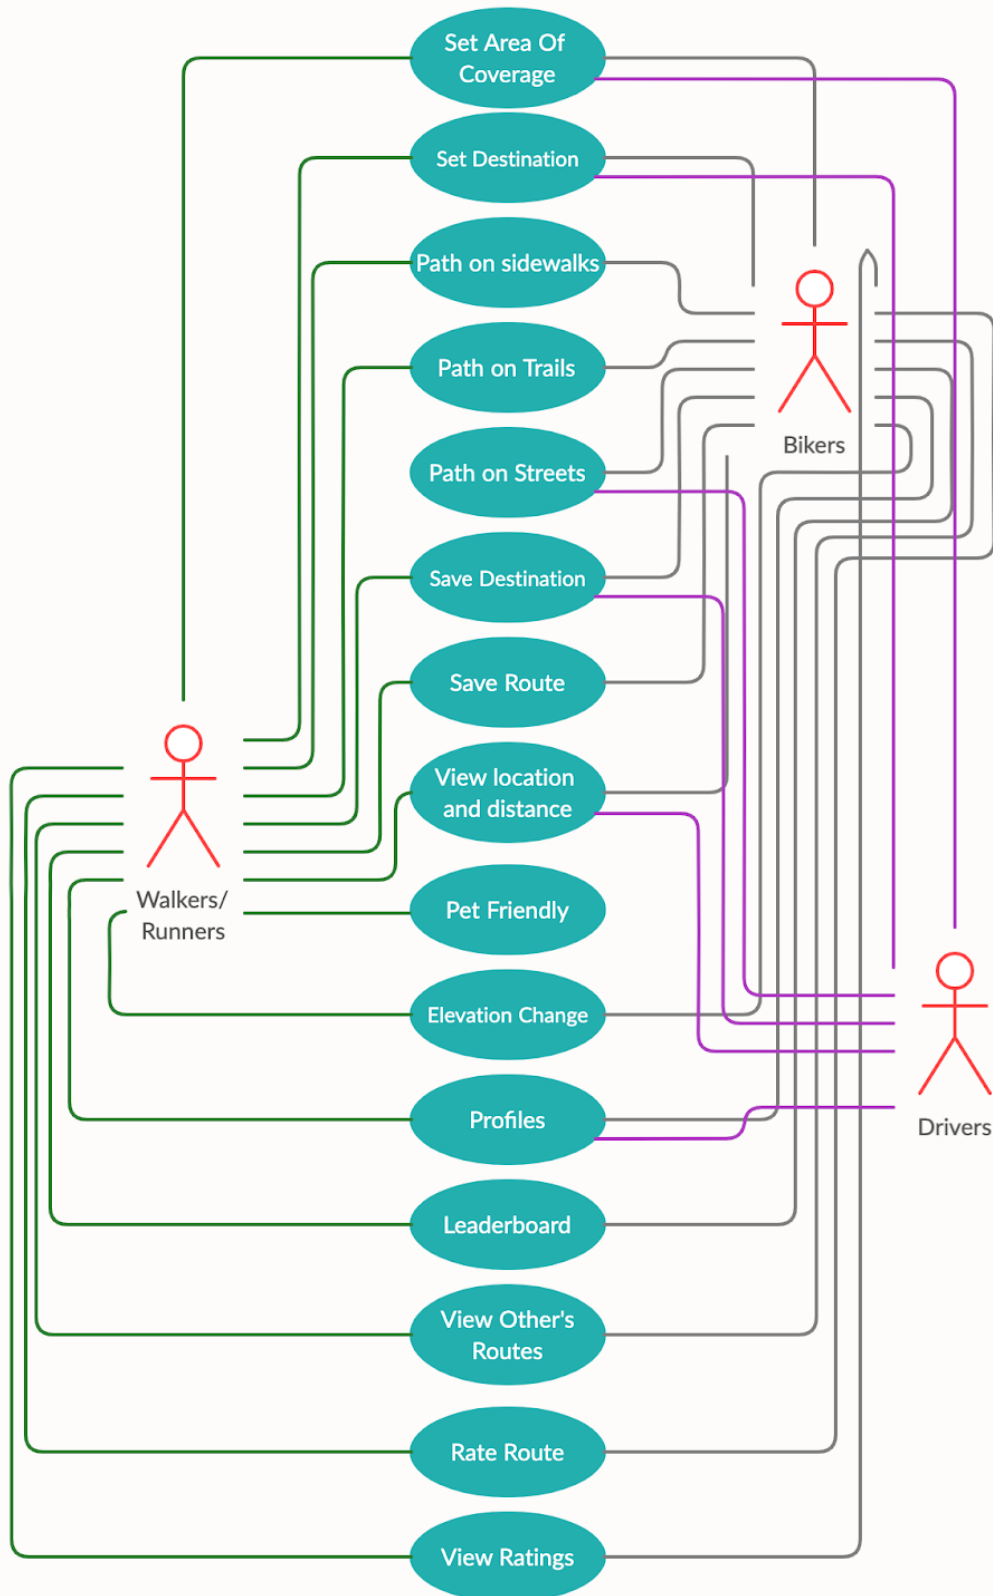 Set Area Of
Coverage
Set Destination
Path on sidewalks
Path on Trails
Bikers
Path on Streets
Save Destination
Save Route
View location
and distance
Walkers/
Runners
Pet Friendly
Elevation Change
Profiles
Drivers
Leaderboard
View Other's
Routes
Rate Route
View Ratings